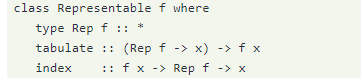 class Representable f where
type Rep f :: *
tabulate :: (Rep f -> x) -> f x
index    :: f x -> Rep f -> x